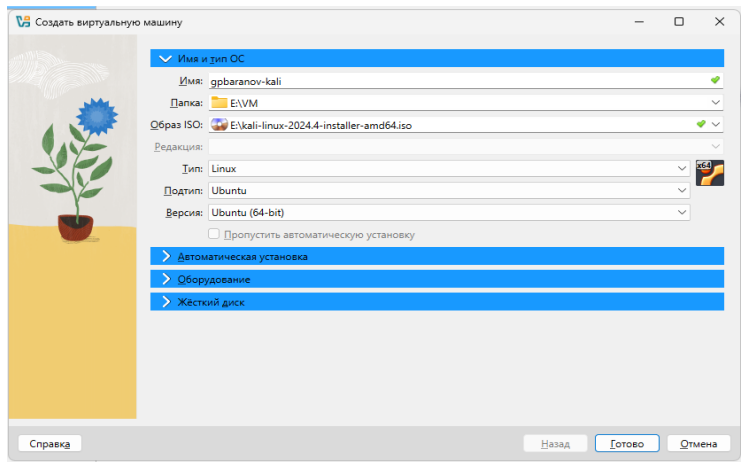 Создать виртуальную машину
Имя и тип ОС
Имя: gpbaranov-kali
Папка: E:\VM
Образ ISO: E:\kali-linux-2024.4-installer-amd64.iso
Редакция:
Тип: Linux
x64
Подтип: Ubuntu
Версия: Ubuntu (64-bit)
Пропустить автоматическую установку
Автоматическая установка
Оборудование
Жёсткий диск
Справка Назад Готово Отмена